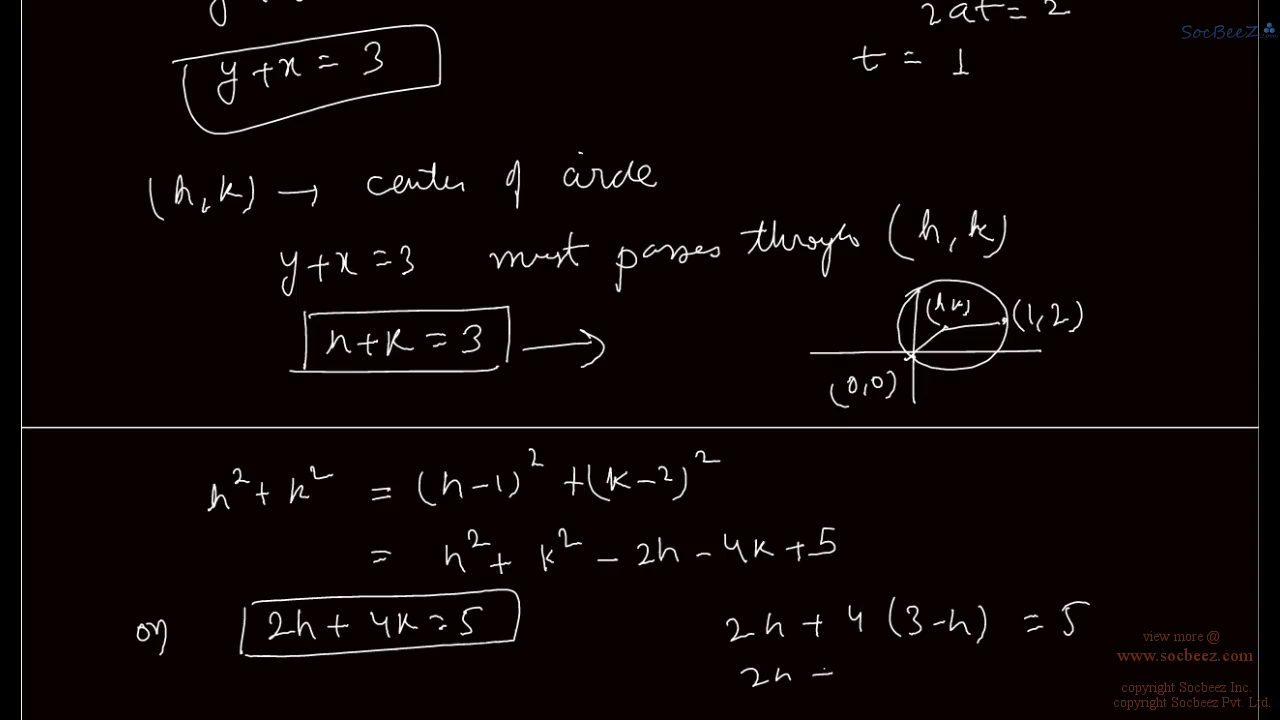 2at = 2
SocBeeZ
y+x = 3
t = 1
(h,k) → center of circle
y+x=3 must passes through (h,k)
h+k=3 →
(h,k)
(1,2)
(0,0)
h²+k² = (h-1)²+(k-2)²
= h²+k²-2h-4k+5
or 2h+4k=5
2h+4(3-h) = 5
2h -
view more @
www.socbeez.com
copyright Socbeez Inc.
copyright Socbeez Pvt. Ltd.